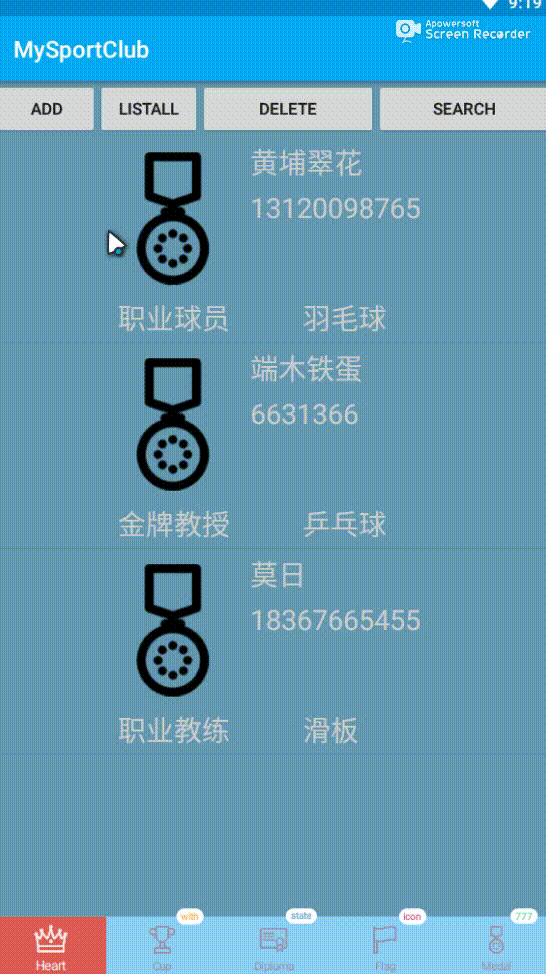 9:19
Apowersoft
Screen Recorder
MySportClub
ADD LISTALL DELETE SEARCH
黄埔翠花
13120098765
职业球员 羽毛球
端木铁蛋
6631366
金牌教授 乒乓球
莫日
18367665455
职业教练 滑板
with state icon 777
Heart Cup Diploma Flag Medal